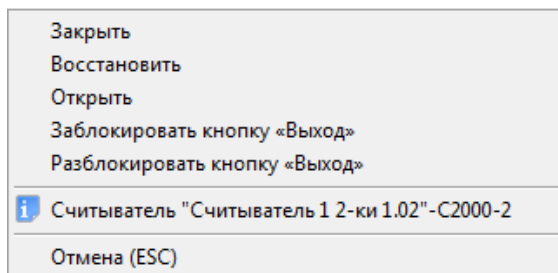 Закрыть
Восстановить
Открыть
Заблокировать кнопку «Выход»
Разблокировать кнопку «Выход»
Считыватель "Считыватель 1 2-ки 1.02"-С2000-2
Отмена (ESC)